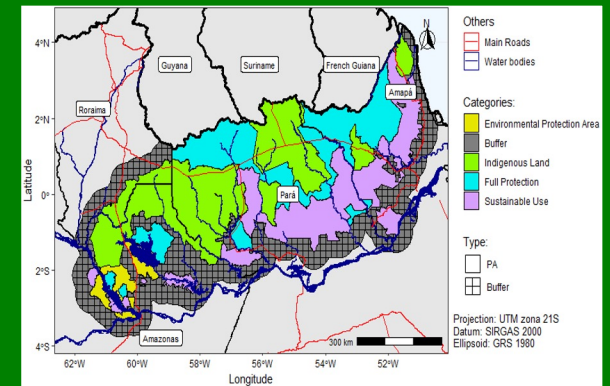 4°N
2°N
0°
2°S
4°S
Latitude
62°W
60°W
58°W
56°W
54°W
52°W
Longitude
N
Guyana
Suriname
French Guiana
Amapá
Roraima
Pará
Amazonas
300 km
Others
Main Roads
Water bodies
Categories:
Environmental Protection Area
Buffer
Indigenous Land
Full Protection
Sustainable Use
Type:
PA
Buffer
Projection: UTM zona 21S
Datum: SIRGAS 2000
Ellipsoid: GRS 1980